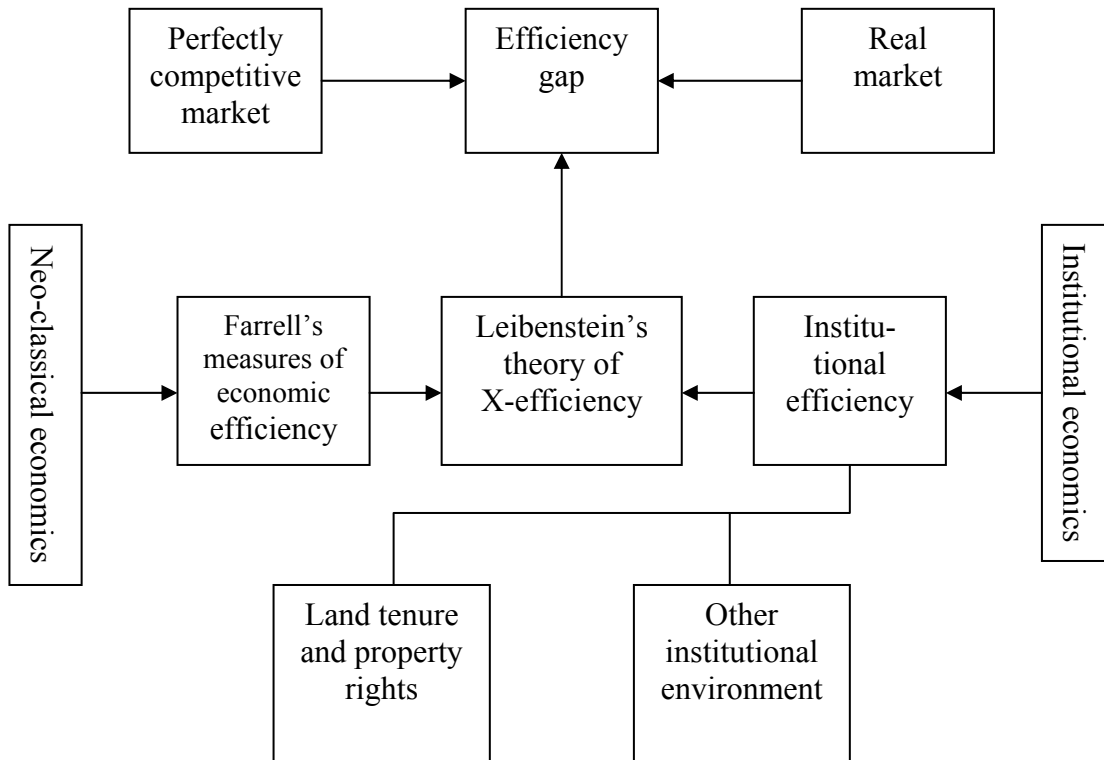 Perfectly
competitive
market
Efficiency
gap
Real
market
Neo-classical economics
Farrell’s
measures of
economic
efficiency
Leibenstein’s
theory of
X-efficiency
Institu-
tional
efficiency
Institutional economics
Land tenure
and property
rights
Other
institutional
environment